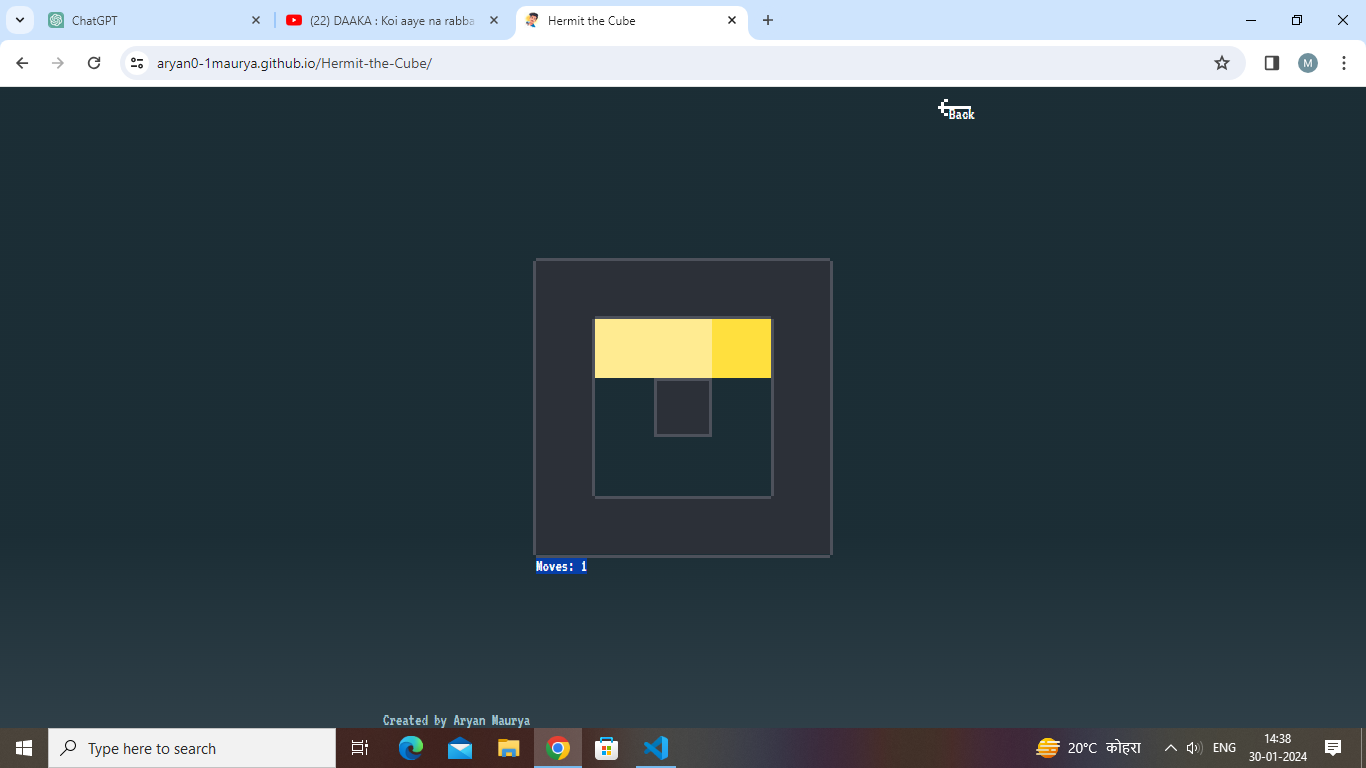 ChatGPT
(22) DAAKA : Koi aaye na rabba
Hermit the Cube
aryan0-1maurya.github.io/Hermit-the-Cube/
M
Back
Moves: 1
Created by Aryan Maurya
Type here to search
20°C कोहरा
ENG
14:38
30-01-2024